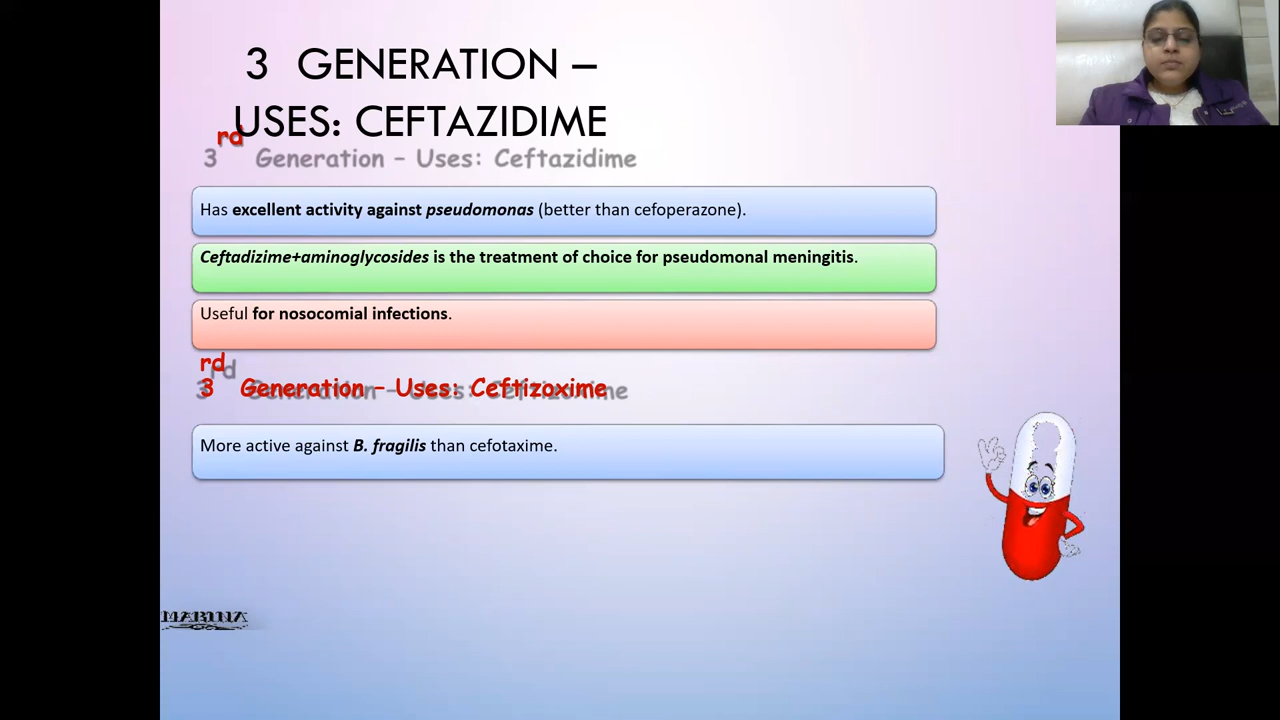 3 GENERATION –
USES: CEFTAZIDIME
rd
3 Generation – Uses: Ceftazidime
Has excellent activity against pseudomonas (better than cefoperazone).
Ceftadizime+aminoglycosides is the treatment of choice for pseudomonal meningitis.
Useful for nosocomial infections.
rd
3 Generation – Uses: Ceftizoxime
More active against B. fragilis than cefotaxime.